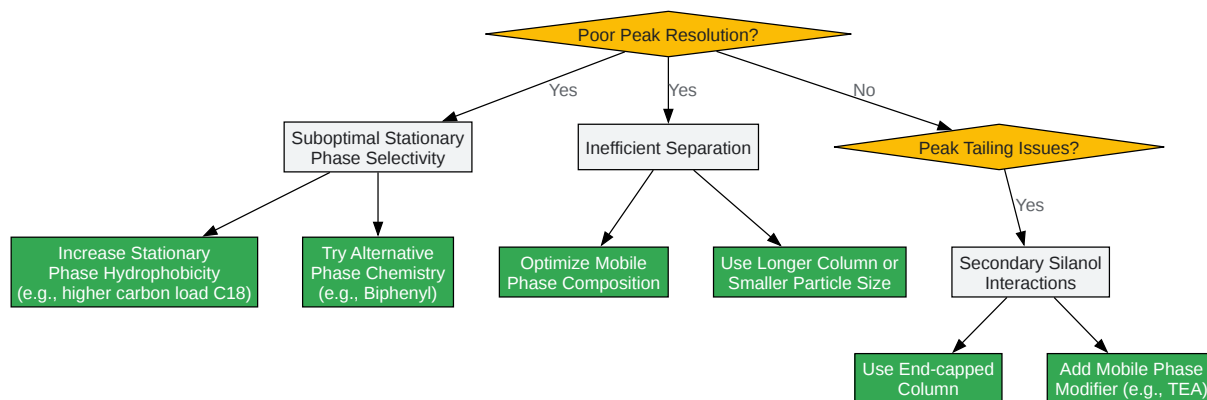 Poor Peak Resolution?
Yes
Yes
No
Suboptimal Stationary
Phase Selectivity
Inefficient Separation
Peak Tailing Issues?
Yes
Increase Stationary
Phase Hydrophobicity
(e.g., higher carbon load C18)
Try Alternative
Phase Chemistry
(e.g., Biphenyl)
Optimize Mobile
Phase Composition
Use Longer Column or
Smaller Particle Size
Secondary Silanol
Interactions
Use End-capped
Column
Add Mobile Phase
Modifier (e.g., TEA)